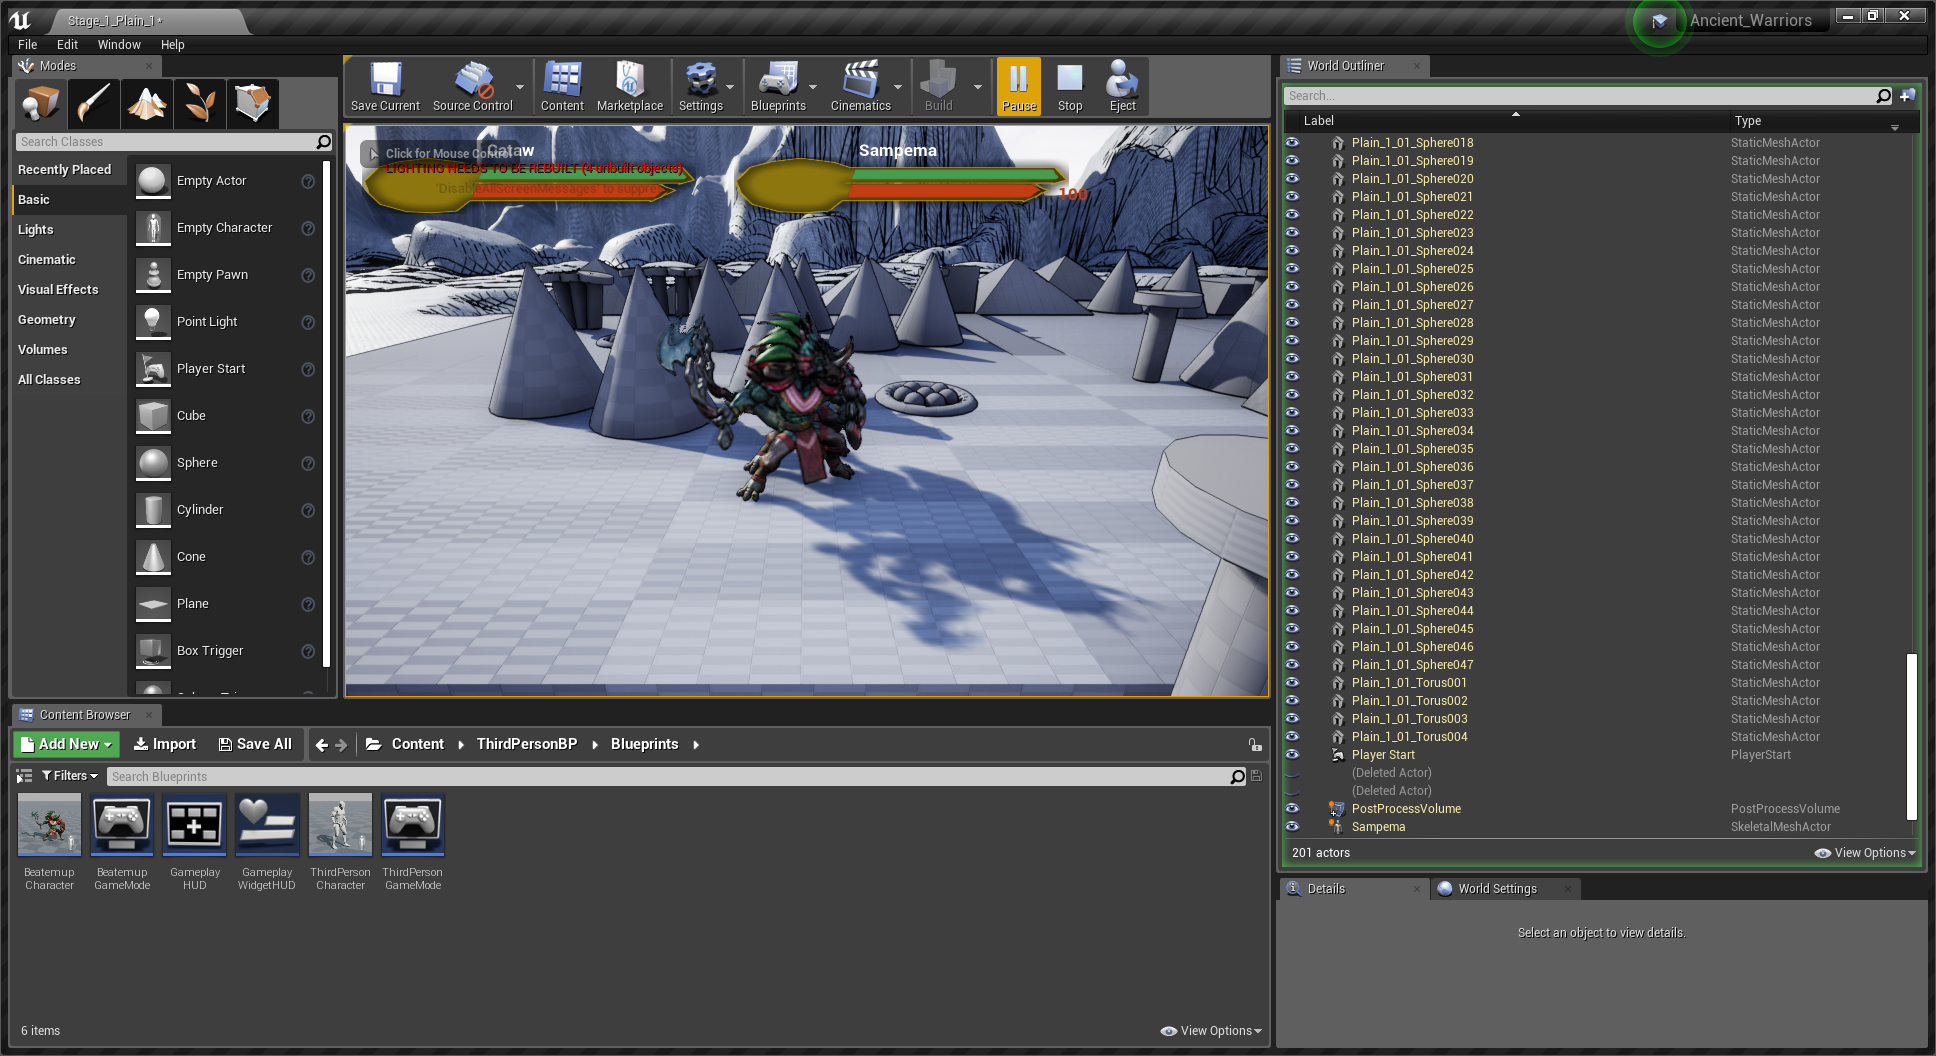 Stage_1_Plain_1*
Ancient_Warriors
File Edit Window Help
Modes
Search Classes
Recently Placed
Basic
Lights
Cinematic
Visual Effects
Geometry
Volumes
All Classes
Empty Actor
Empty Character
Empty Pawn
Point Light
Player Start
Cube
Sphere
Cylinder
Cone
Plane
Box Trigger
Save Current
Source Control
Content
Marketplace
Settings
Blueprints
Cinematics
Build
Pause
Stop
Eject
Click for Mouse Control
Cataw
LIGHTING NEEDS TO BE REBUILT (4 unbuilt objects)
'DisableAllScreenMessages' to suppress
Sampema
100
World Outliner
Search...
Label Type
Plain_1_01_Sphere018 StaticMeshActor
Plain_1_01_Sphere019 StaticMeshActor
Plain_1_01_Sphere020 StaticMeshActor
Plain_1_01_Sphere021 StaticMeshActor
Plain_1_01_Sphere022 StaticMeshActor
Plain_1_01_Sphere023 StaticMeshActor
Plain_1_01_Sphere024 StaticMeshActor
Plain_1_01_Sphere025 StaticMeshActor
Plain_1_01_Sphere026 StaticMeshActor
Plain_1_01_Sphere027 StaticMeshActor
Plain_1_01_Sphere028 StaticMeshActor
Plain_1_01_Sphere029 StaticMeshActor
Plain_1_01_Sphere030 StaticMeshActor
Plain_1_01_Sphere031 StaticMeshActor
Plain_1_01_Sphere032 StaticMeshActor
Plain_1_01_Sphere033 StaticMeshActor
Plain_1_01_Sphere034 StaticMeshActor
Plain_1_01_Sphere035 StaticMeshActor
Plain_1_01_Sphere036 StaticMeshActor
Plain_1_01_Sphere037 StaticMeshActor
Plain_1_01_Sphere038 StaticMeshActor
Plain_1_01_Sphere039 StaticMeshActor
Plain_1_01_Sphere040 StaticMeshActor
Plain_1_01_Sphere041 StaticMeshActor
Plain_1_01_Sphere042 StaticMeshActor
Plain_1_01_Sphere043 StaticMeshActor
Plain_1_01_Sphere044 StaticMeshActor
Plain_1_01_Sphere045 StaticMeshActor
Plain_1_01_Sphere046 StaticMeshActor
Plain_1_01_Sphere047 StaticMeshActor
Plain_1_01_Torus001 StaticMeshActor
Plain_1_01_Torus002 StaticMeshActor
Plain_1_01_Torus003 StaticMeshActor
Plain_1_01_Torus004 StaticMeshActor
Player Start PlayerStart
(Deleted Actor)
(Deleted Actor)
PostProcessVolume PostProcessVolume
Sampema SkeletalMeshActor
201 actors
View Options
Details
World Settings
Select an object to view details.
Content Browser
Add New
Import
Save All
Content
ThirdPersonBP
Blueprints
Filters
Search Blueprints
Beatemup Character
Beatemup GameMode
Gameplay HUD
Gameplay WidgetHUD
ThirdPerson Character
ThirdPerson GameMode
6 items
View Options